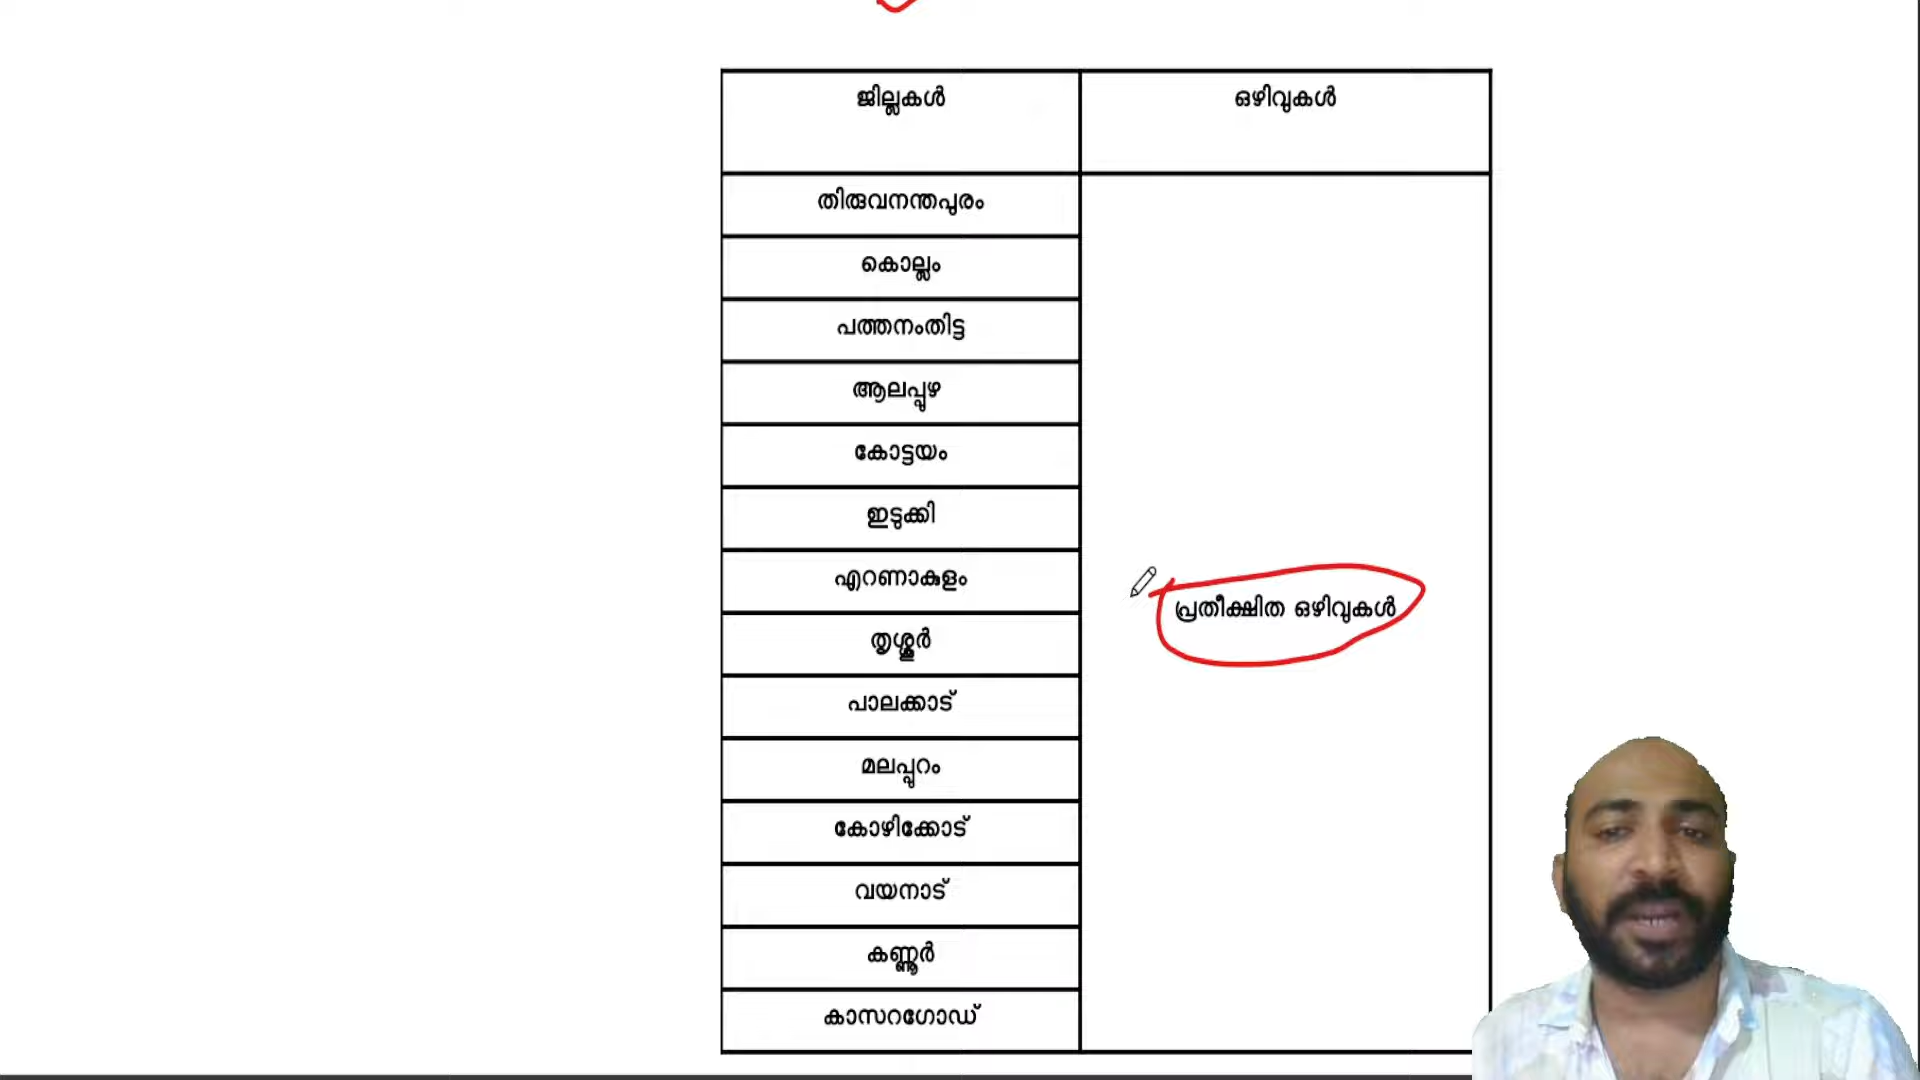 ജില്ലകൾ
ഒഴിവുകൾ
തിരുവനന്തപുരം
കൊല്ലം
പത്തനംതിട്ട
ആലപ്പുഴ
കോട്ടയം
ഇടുക്കി
എറണാകുളം
തൃശ്ശൂർ
പാലക്കാട്
മലപ്പുറം
കോഴിക്കോട്
വയനാട്
കണ്ണൂർ
കാസറഗോഡ്
പ്രതീക്ഷിത ഒഴിവുകൾ